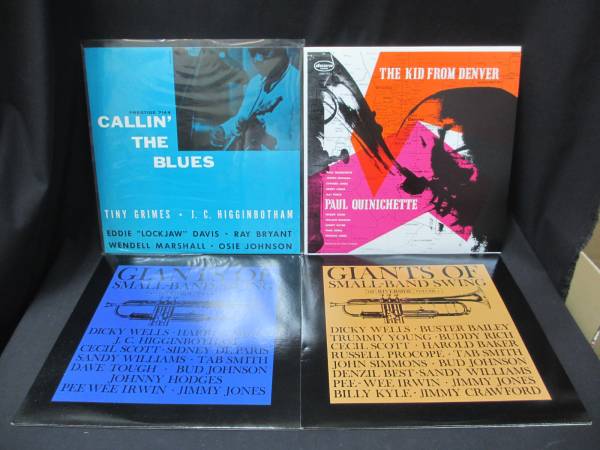 PRESTIGE 7144
CALLIN'
THE
BLUES
TINY GRIMES · J. C. HIGGINBOTHAM
EDDIE "LOCKJAW" DAVIS · RAY BRYANT
WENDELL MARSHALL · OSIE JOHNSON
THE KID FROM DENVER
PAUL QUINICHETTE
GIANTS OF
SMALL-BAND SWING
DICKY WELLS ·
J. C. HIGGINBOTHAM
CECIL SCOTT · SIDNEY DE PARIS
SANDY WILLIAMS · TAB SMITH
DAVE TOUGH · BUD JOHNSON
JOHNNY HODGES
PEE WEE IRWIN · JIMMY JONES
GIANTS OF
SMALL-BAND SWING
THE RIVERSIDE
DICKY WELLS · BUSTER BAILEY
TRUMMY YOUNG · BUDDY RICH
CECIL SCOTT · HAROLD BAKER
RUSSELL PROCOPE · TAB SMITH
JOHN SIMMONS · BUD JOHNSON
DENZIL BEST · SANDY WILLIAMS
PEE-WEE IRWIN · JIMMY JONES
BILLY KYLE · JIMMY CRAWFORD